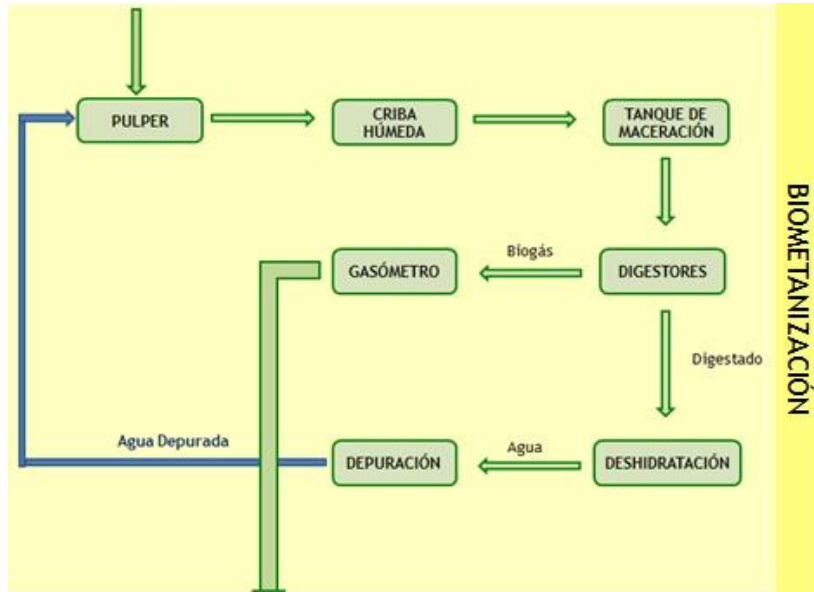 PULPER
CRIBA
HÚMEDA
TANQUE DE
MACERACIÓN
Biogás
GASÓMETRO
DIGESTORES
Digestado
Agua Depurada
DEPURACIÓN
Agua
DESHIDRATACIÓN
BIOMETANIZACIÓN